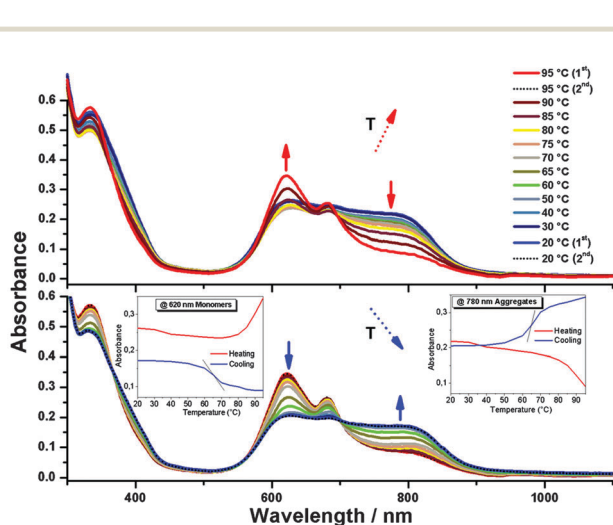 0.6
0.5
0.4
0.3
0.2
0.1
0.0
T
95 °C (1st)
95 °C (2nd)
90 °C
85 °C
80 °C
75 °C
70 °C
65 °C
60 °C
50 °C
40 °C
30 °C
20 °C (1st)
20 °C (2nd)
Absorbance
0.6
0.5
0.4
0.3
0.2
0.1
0.0
@ 620 nm Monomers
Absorbance
0,3
0,2
0,1
Heating
Cooling
20 30 40 50 60 70 80 90
Temperature (°C)
T
@ 780 nm Aggregates
Absorbance
0,3
0,2
0,1
Heating
Cooling
20 30 40 50 60 70 80 90
Temperature (°C)
400 600 800 1000
Wavelength / nm